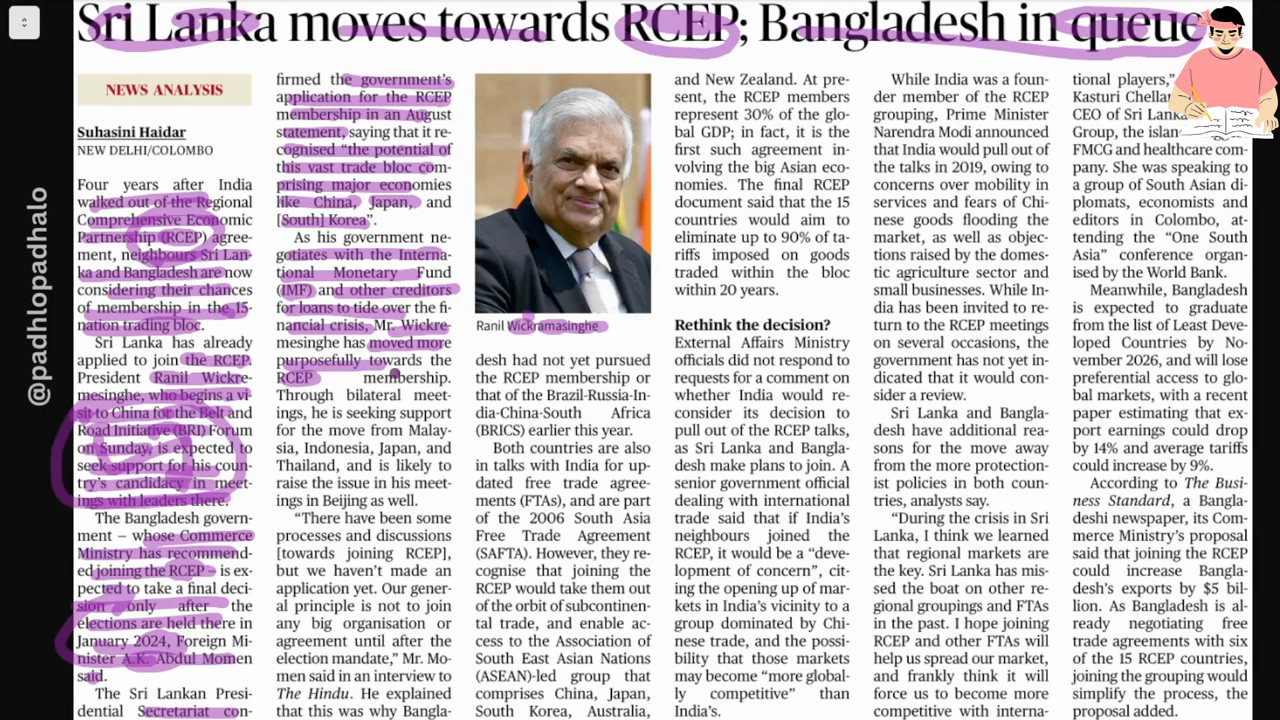 Sri Lanka moves towards RCEP; Bangladesh in queue
NEWS ANALYSIS
Suhasini Haidar
NEW DELHI/COLOMBO
Four years after India
walked out of the Regional
Comprehensive Economic
Partnership (RCEP) agree-
ment, neighbours Sri Lan-
ka and Bangladesh are now
considering their chances
of membership in the 15-
nation trading bloc.
Sri Lanka has already
applied to join the RCEP.
President Ranil Wickre-
mesinghe, who begins a vi-
sit to China for the Belt and
Road Initiative (BRI) Forum
on Sunday, is expected to
seek support for his coun-
try's candidacy in meet-
ings with leaders there.
The Bangladesh govern-
ment – whose Commerce
Ministry has recommend-
ed joining the RCEP – is ex-
pected to take a final deci-
sion only after the
elections are held there in
January 2024, Foreign Mi-
nister A.K. Abdul Momen
said.
The Sri Lankan Presi-
dential Secretariat con-
firmed the government's
application for the RCEP
membership in an August
statement, saying that it re-
cognised “the potential of
this vast trade bloc com-
prising major economies
like China, Japan, and
[South] Korea”.
As his government ne-
gotiates with the Interna-
tional Monetary Fund
(IMF) and other creditors
for loans to tide over the fi-
nancial crisis, Mr. Wickre-
mesinghe has moved more
purposefully towards the
RCEP membership.
Through bilateral meet-
ings, he is seeking support
for the move from Malay-
sia, Indonesia, Japan, and
Thailand, and is likely to
raise the issue in his meet-
ings in Beijing as well.
“There have been some
processes and discussions
[towards joining RCEP],
but we haven't made an
application yet. Our gener-
al principle is not to join
any big organisation or
agreement until after the
election mandate,” Mr. Mo-
men said in an interview to
The Hindu. He explained
that this was why Bangla-
Ranil Wickramasinghe
desh had not yet pursued
the RCEP membership or
that of the Brazil-Russia-In-
dia-China-South Africa
(BRICS) earlier this year.
Both countries are also
in talks with India for up-
dated free trade agree-
ments (FTAs), and are part
of the 2006 South Asia
Free Trade Agreement
(SAFTA). However, they re-
cognise that joining the
RCEP would take them out
of the orbit of subcontinen-
tal trade, and enable ac-
cess to the Association of
South East Asian Nations
(ASEAN)-led group that
comprises China, Japan,
South Korea, Australia,
and New Zealand. At pre-
sent, the RCEP members
represent 30% of the glo-
bal GDP; in fact, it is the
first such agreement in-
volving the big Asian eco-
nomies. The final RCEP
document said that the 15
countries would aim to
eliminate up to 90% of ta-
riffs imposed on goods
traded within the bloc
within 20 years.
Rethink the decision?
External Affairs Ministry
officials did not respond to
requests for a comment on
whether India would re-
consider its decision to
pull out of the RCEP talks,
as Sri Lanka and Bangla-
desh make plans to join. A
senior government official
dealing with international
trade said that if India's
neighbours joined the
RCEP, it would be a “deve-
lopment of concern”, cit-
ing the opening up of mar-
kets in India's vicinity to a
group dominated by Chi-
nese trade, and the possi-
bility that those markets
may become “more global-
ly competitive” than
India's.
While India was a foun-
der member of the RCEP
grouping, Prime Minister
Narendra Modi announced
that India would pull out of
the talks in 2019, owing to
concerns over mobility in
services and fears of Chi-
nese goods flooding the
market, as well as objec-
tions raised by the domes-
tic agriculture sector and
small businesses. While In-
dia has been invited to re-
turn to the RCEP meetings
on several occasions, the
government has not yet in-
dicated that it would con-
sider a review.
Sri Lanka and Bangla-
desh have additional rea-
sons for the move away
from the more protection-
ist policies in both coun-
tries, analysts say.
“During the crisis in Sri
Lanka, I think we learned
that regional markets are
the key. Sri Lanka has mis-
sed the boat on other re-
gional groupings and FTAs
in the past. I hope joining
RCEP and other FTAs will
help us spread our market,
and frankly think it will
force us to become more
competitive with interna-
tional players,”
Kasturi Chella
CEO of Sri Lanka
Group, the islan
FMCG and healthcare com-
pany. She was speaking to
a group of South Asian di-
plomats, economists and
editors in Colombo, at-
tending the “One South
Asia” conference organ-
ised by the World Bank.
Meanwhile, Bangladesh
is expected to graduate
from the list of Least Deve-
loped Countries by No-
vember 2026, and will lose
preferential access to glo-
bal markets, with a recent
paper estimating that ex-
port earnings could drop
by 14% and average tariffs
could increase by 9%.
According to The Busi-
ness Standard, a Bangla-
deshi newspaper, its Com-
merce Ministry's proposal
said that joining the RCEP
could increase Bangla-
desh's exports by $5 bil-
lion. As Bangladesh is al-
ready negotiating free
trade agreements with six
of the 15 RCEP countries,
joining the grouping would
simplify the process, the
proposal added.
@padhlopadhalo